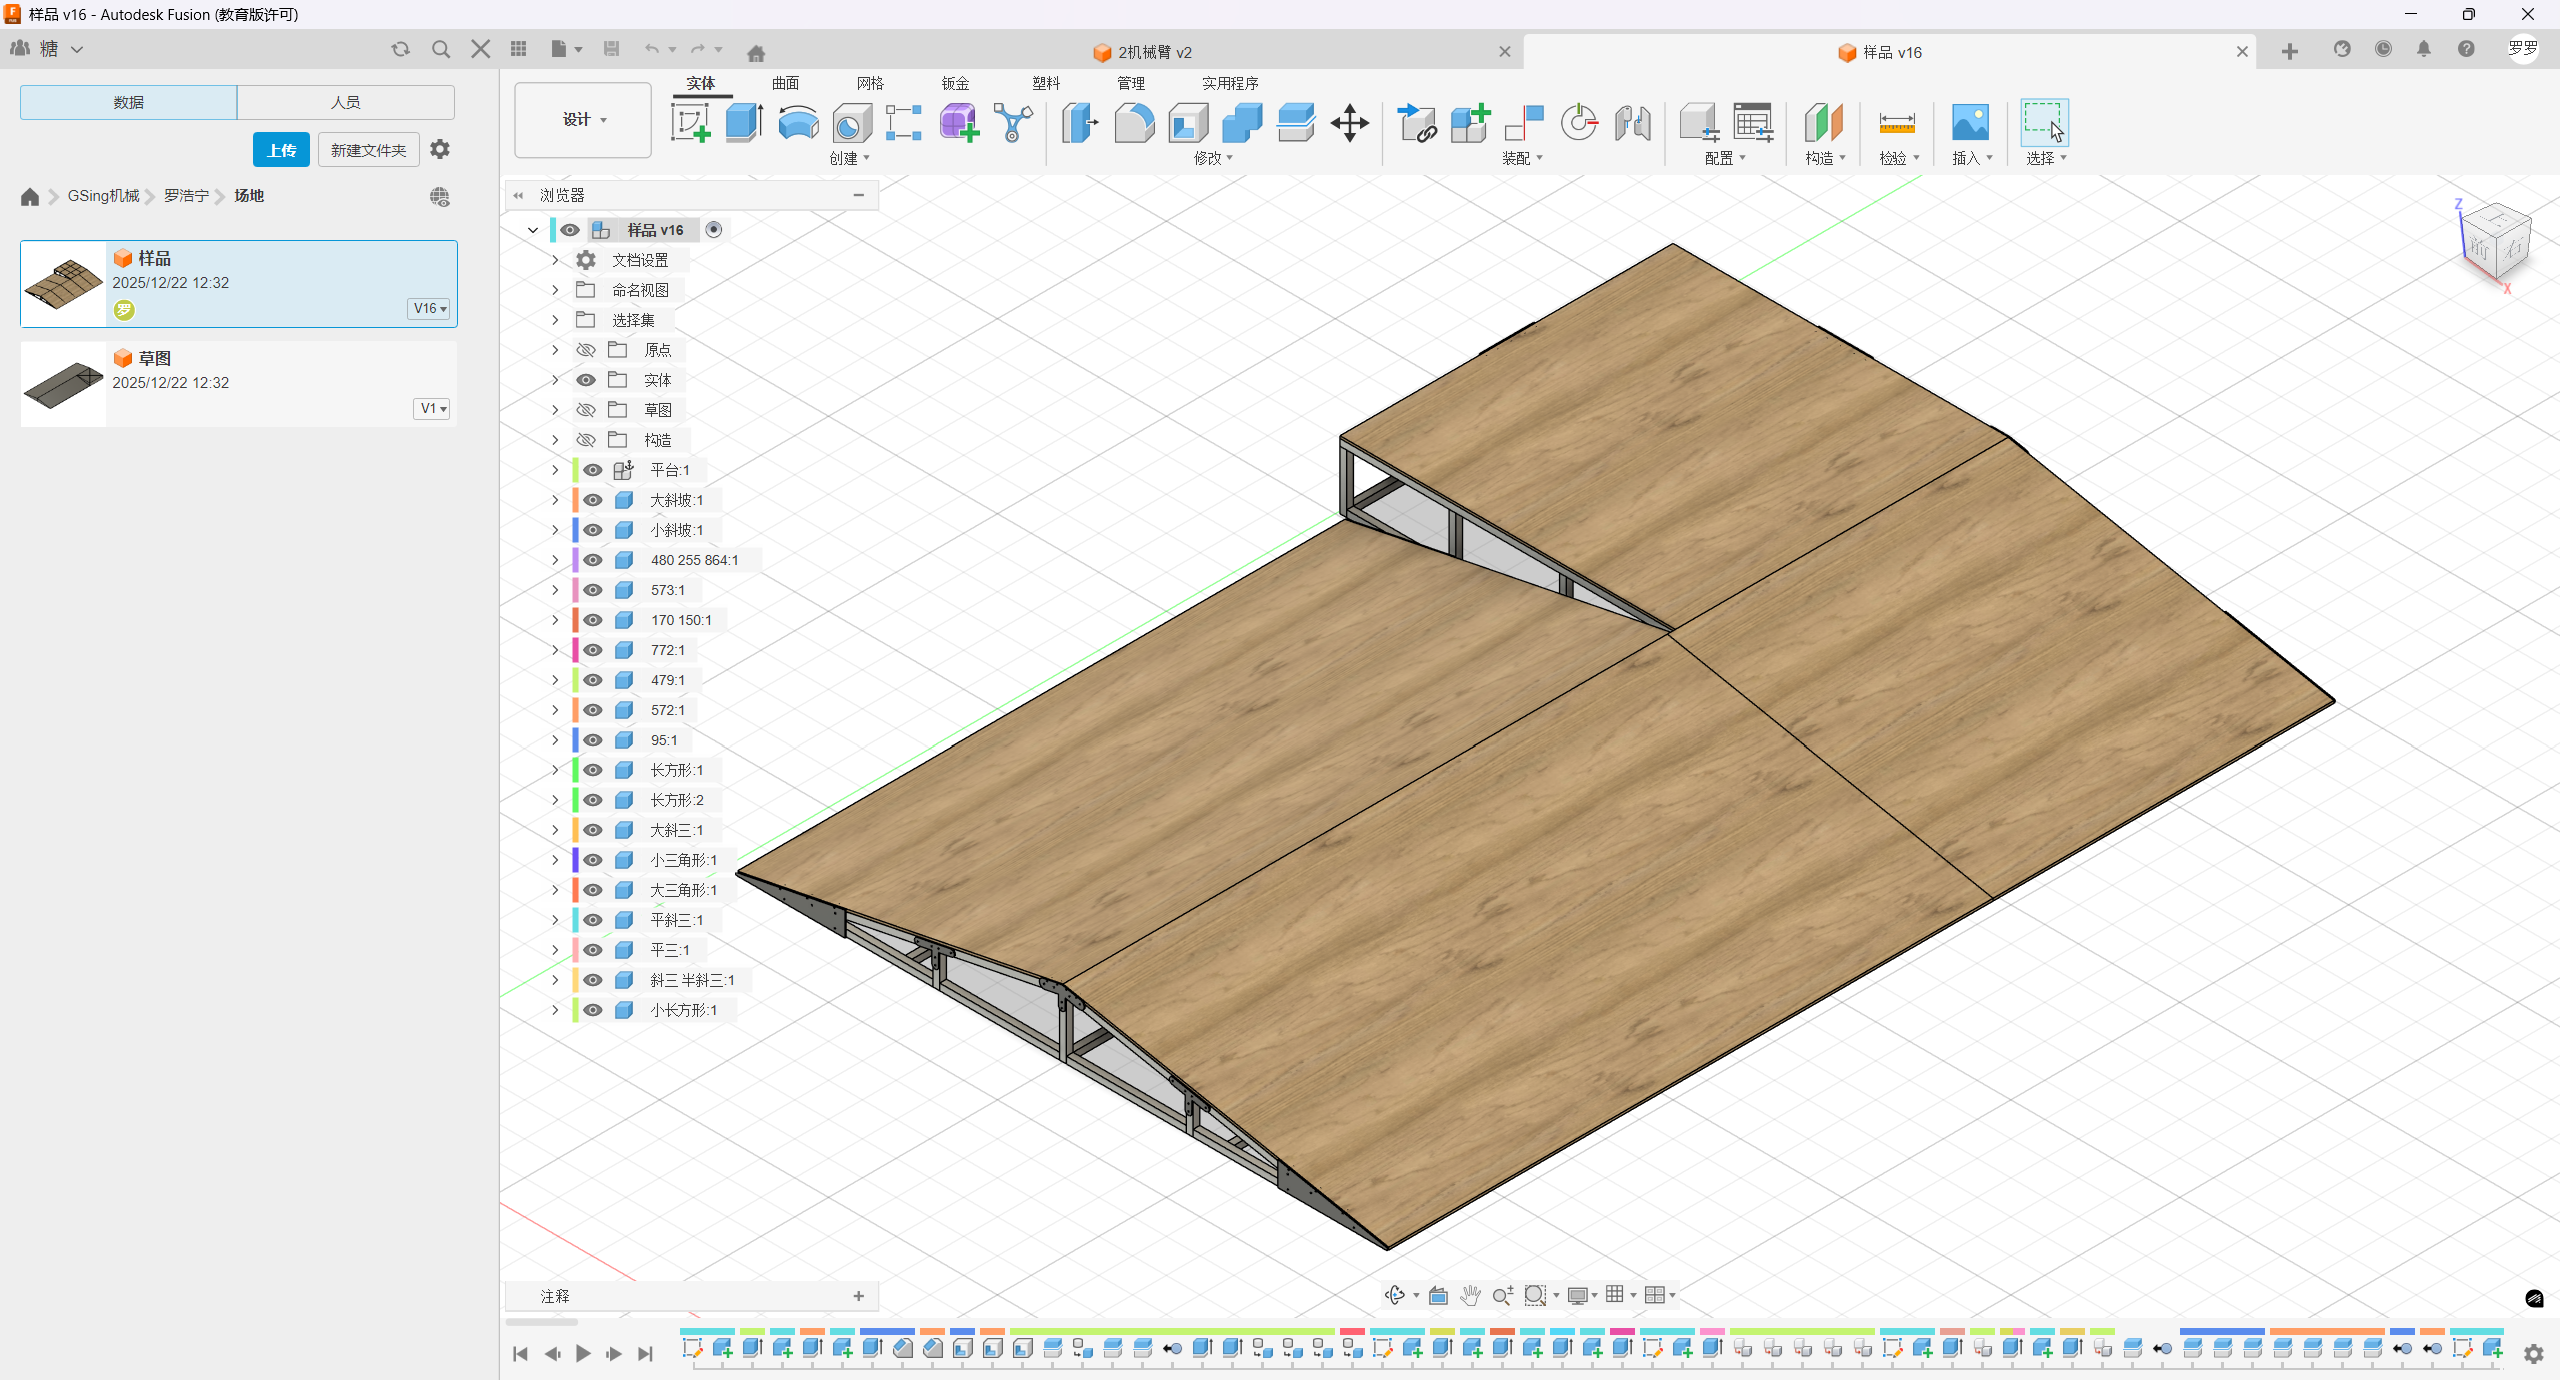 样品 v16 - Autodesk Fusion (教育版许可)
糖
2机械臂 v2
样品 v16
罗罗
数据
人员
上传
新建文件夹
GSing机械
罗浩宁
场地
样品
2025/12/22 12:32
罗
V16
草图
2025/12/22 12:32
V1
设计
实体
曲面
网格
钣金
塑料
管理
实用程序
创建
修改
装配
配置
构造
检验
插入
选择
浏览器
样品 v16
文档设置
命名视图
选择集
原点
实体
草图
构造
平台:1
大斜坡:1
小斜坡:1
480 255 864:1
573:1
170 150:1
772:1
479:1
572:1
95:1
长方形:1
长方形:2
大斜三:1
小三角形:1
大三角形:1
平斜三:1
平三:1
斜三 半斜三:1
小长方形:1
Z
上
前
右
X
注释